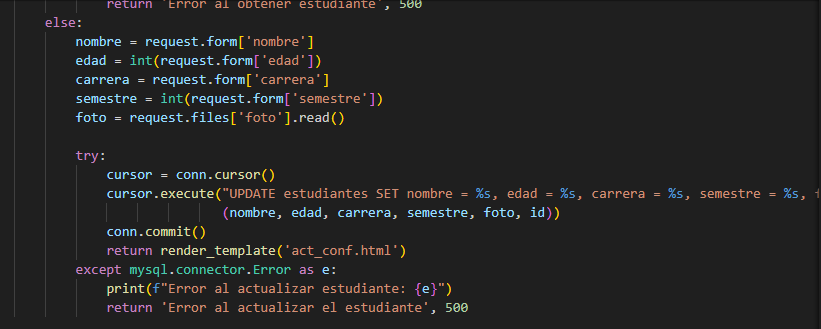 return 'Error al obtener estudiante', 500
else:
nombre = request.form['nombre']
edad = int(request.form['edad'])
carrera = request.form['carrera']
semestre = int(request.form['semestre'])
foto = request.files['foto'].read()
try:
cursor = conn.cursor()
cursor.execute("UPDATE estudiantes SET nombre = %s, edad = %s, carrera = %s, semestre = %s,
(nombre, edad, carrera, semestre, foto, id))
conn.commit()
return render_template('act_conf.html')
except mysql.connector.Error as e:
print(f"Error al actualizar estudiante: {e}")
return 'Error al actualizar el estudiante', 500